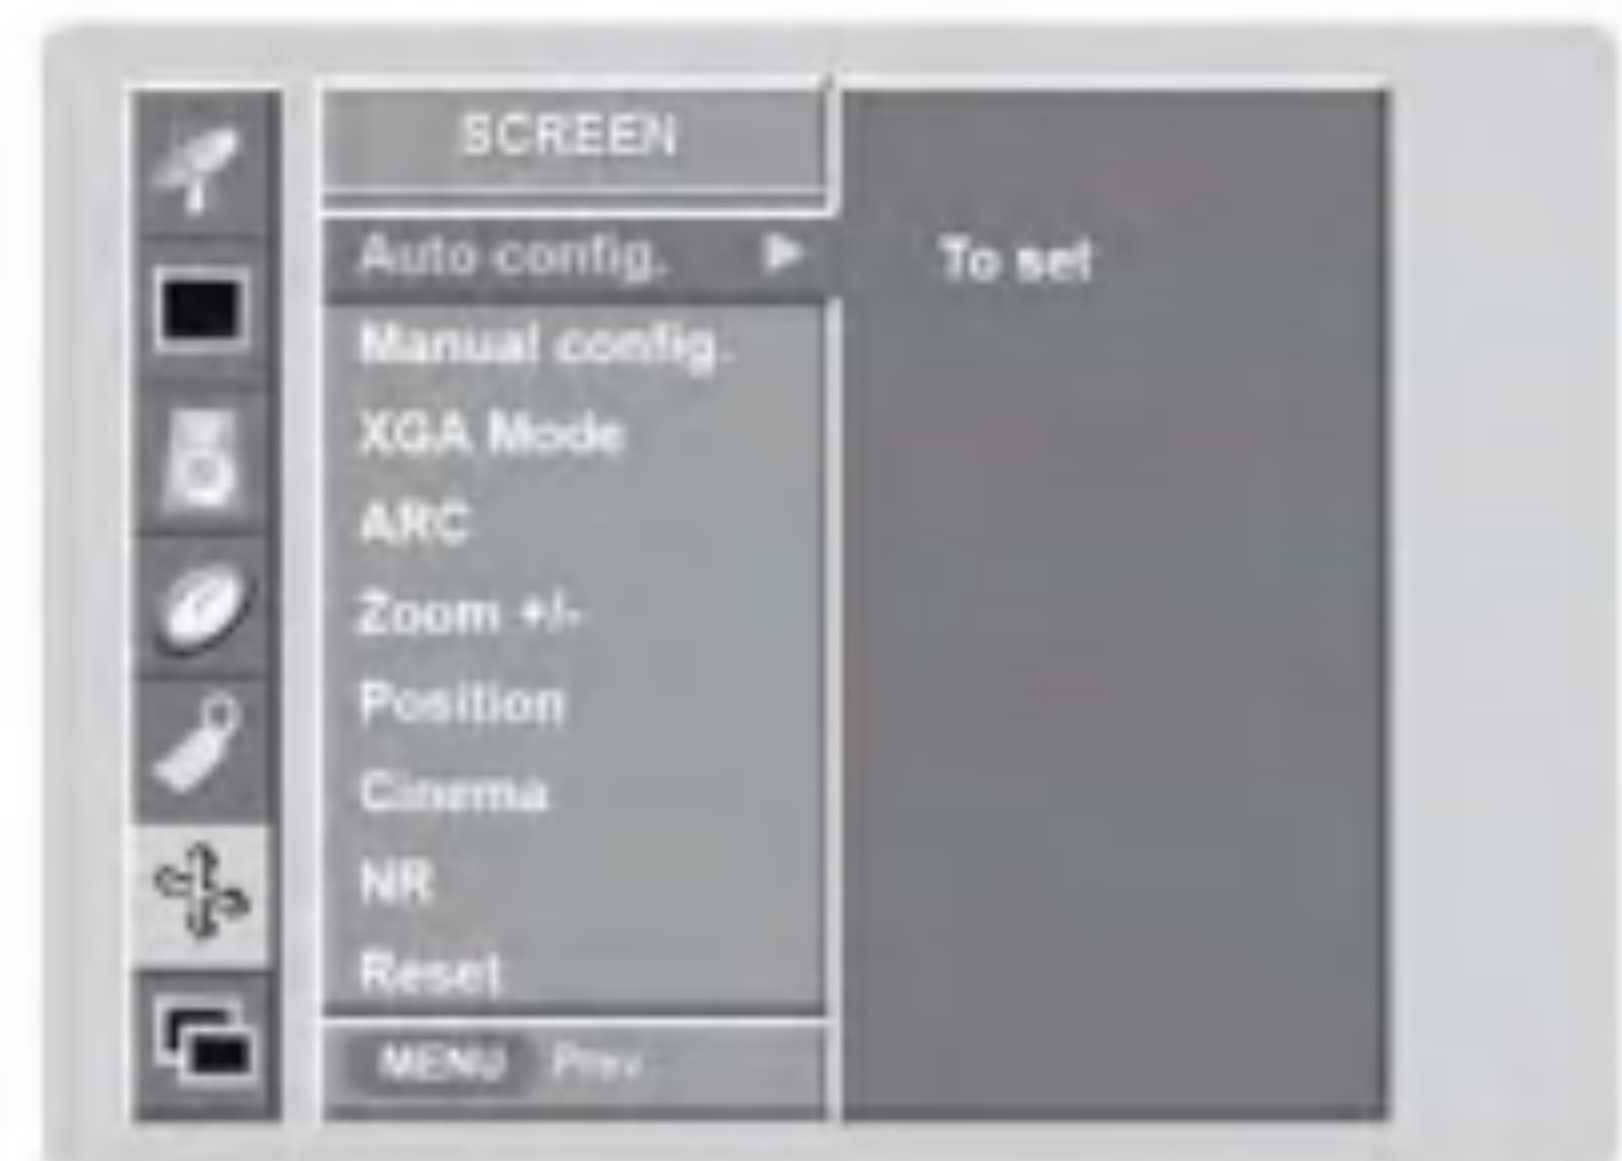 SCREEN
Auto config. ▶ To set
Manual config.
XGA Mode
ARC
Zoom +/-
Position
Cinema
NR
Reset
MENU Prev